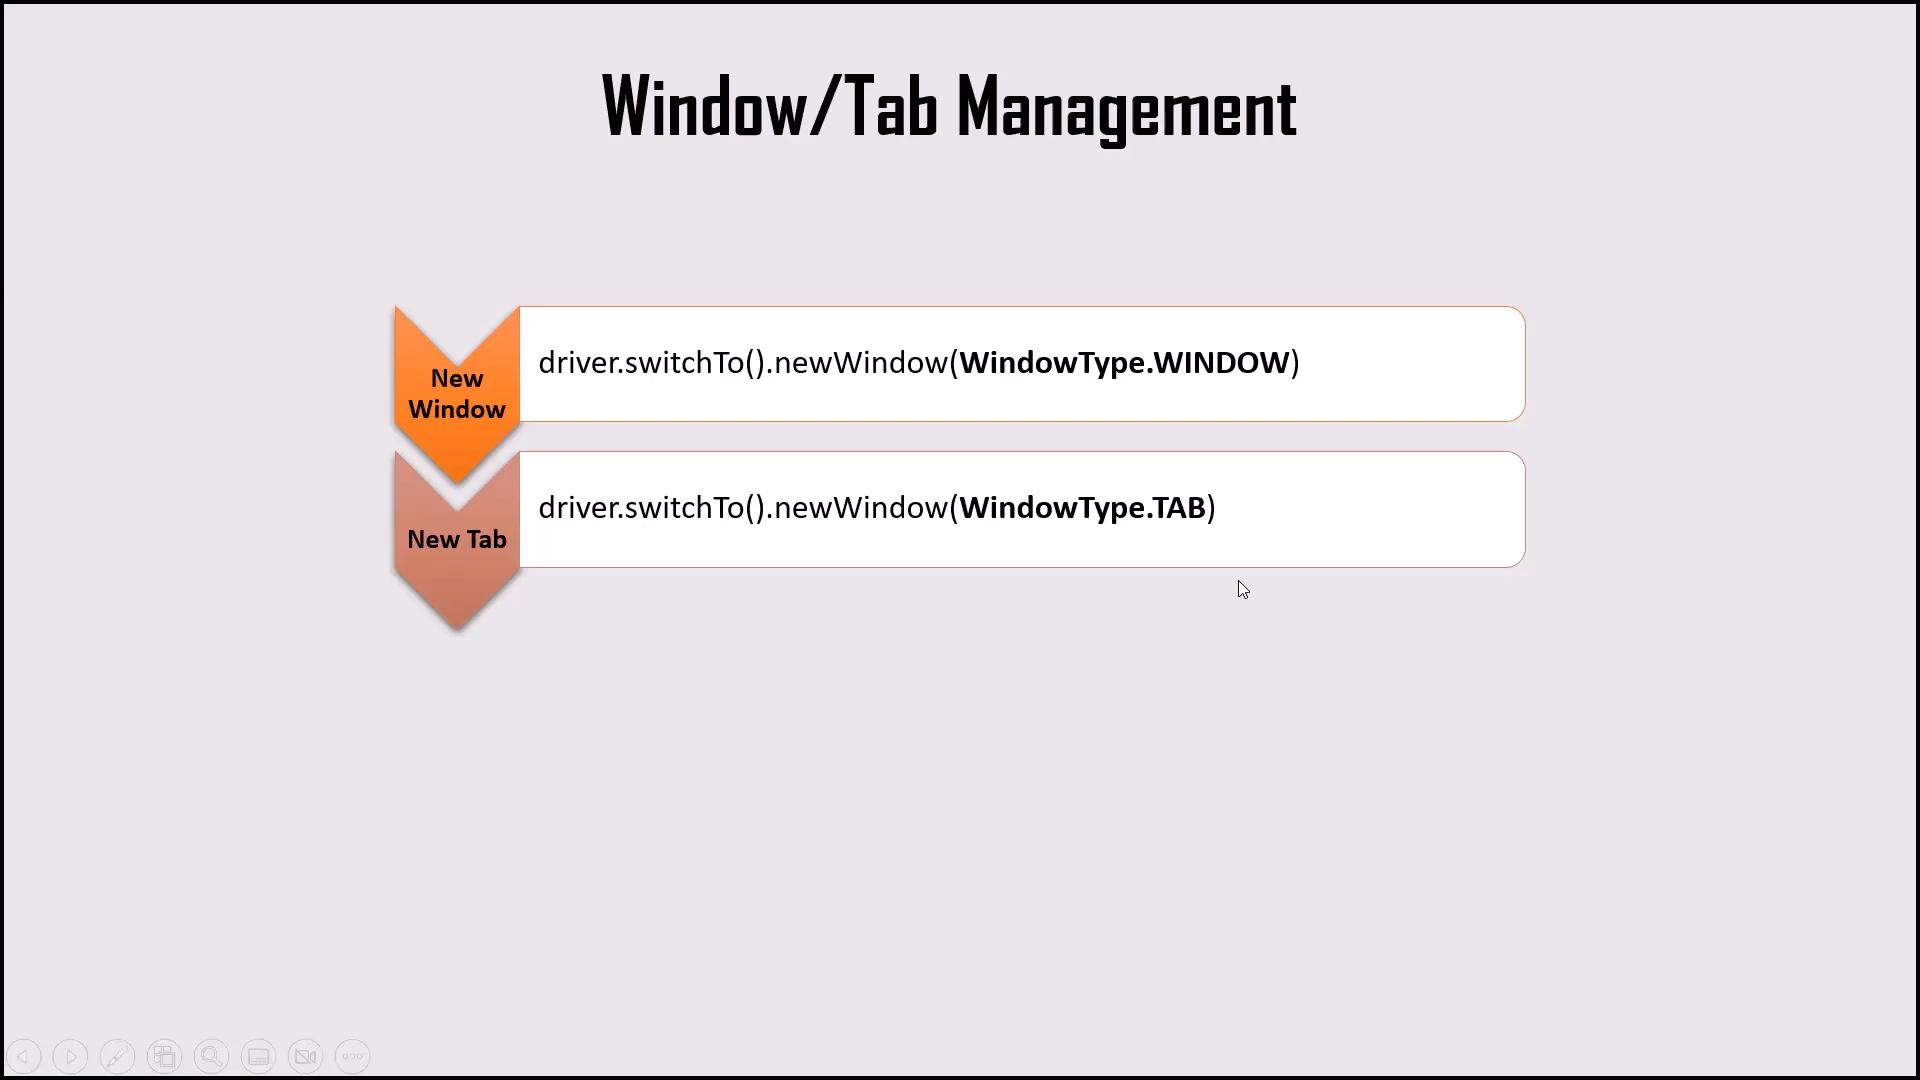 Window/Tab Management
New
Window
driver.switchTo().newWindow(WindowType.WINDOW)
New Tab
driver.switchTo().newWindow(WindowType.TAB)